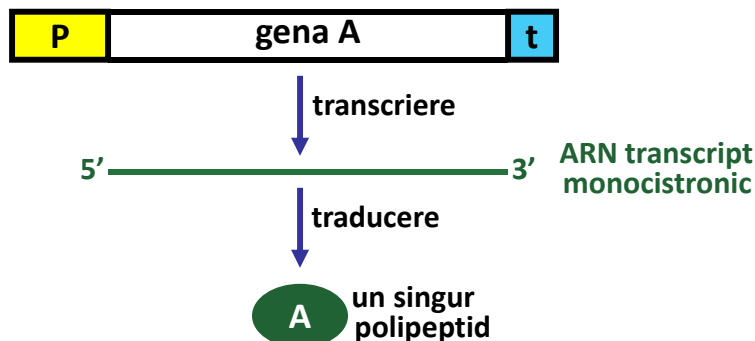 P gena A t
transcriere
5’ 3’ ARN transcript
monocistronic
traducere
A un singur
polipeptid